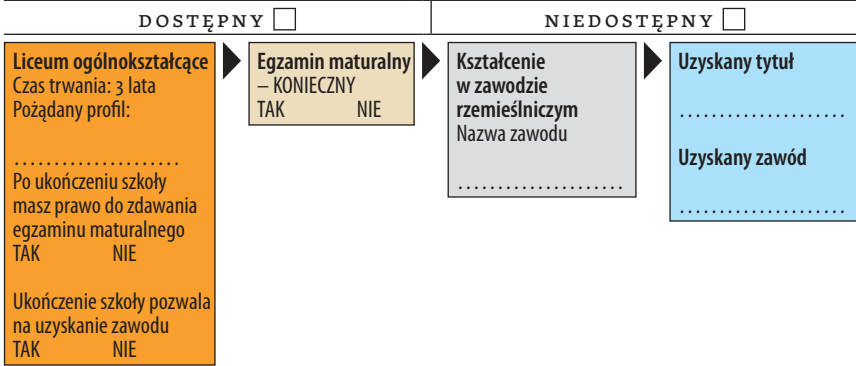 DOSTĘPNY
NIEDOSTĘPNY
Liceum ogólnokształcące
Czas trwania: 3 lata
Pożądany profil:
.....................
Po ukończeniu szkoły
masz prawo do zdawania
egzaminu maturalnego
TAK NIE
Ukończenie szkoły pozwala
na uzyskanie zawodu
TAK NIE
Egzamin maturalny
– KONIECZNY
TAK NIE
Kształcenie
w zawodzie
rzemieślniczym
Nazwa zawodu
.....................
Uzyskany tytuł
.....................
Uzyskany zawód
.....................